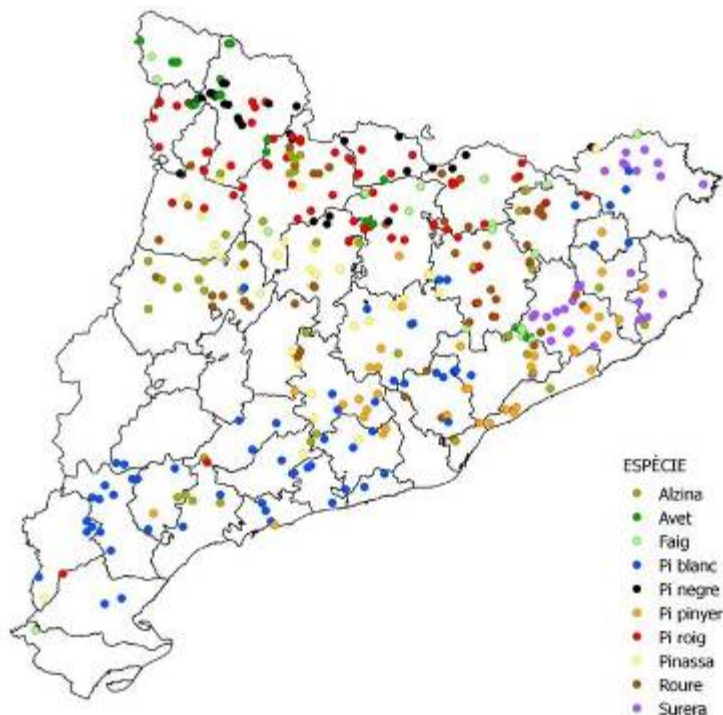 ESPÈCIE
Alzina
Avet
Faig
Pi blanc
Pi negre
Pi pinyer
Pi roig
Pinassa
Roure
Surera